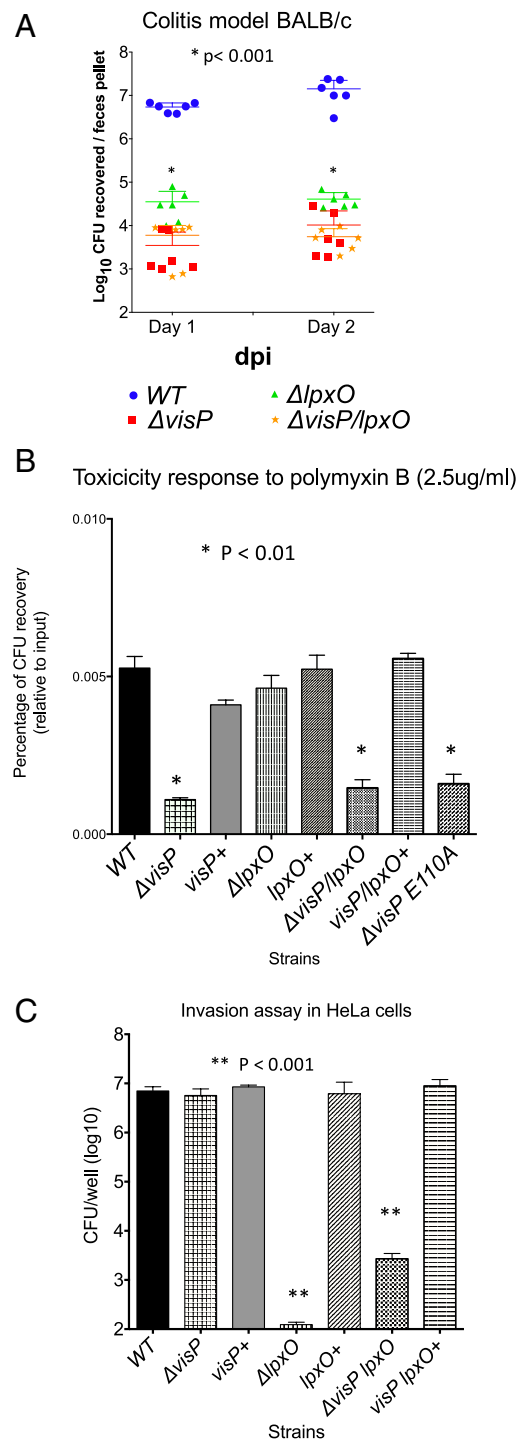 A
Colitis model BALB/c
* p< 0.001
Log10 CFU recovered / feces pellet
8
7
6
5
4
3
2
*
*
Day 1
Day 2
dpi
WT
ΔlpxO
ΔvisP
ΔvisP/lpxO
B
Toxicicity response to polymyxin B (2.5ug/ml)
* P < 0.01
Percentage of CFU recovery
(relative to input)
0.010
0.005
0.000
*
*
*
WT
ΔvisP
visP+
ΔlpxO
lpxO+
ΔvisP/lpxO
visP/lpxO+
ΔvisP E110A
Strains
C
Invasion assay in HeLa cells
** P < 0.001
CFU/well (log10)
8
7
6
5
4
3
2
**
**
WT
ΔvisP
visP+
ΔlpxO
lpxO+
ΔvisP lpxO
visP lpxO+
Strains